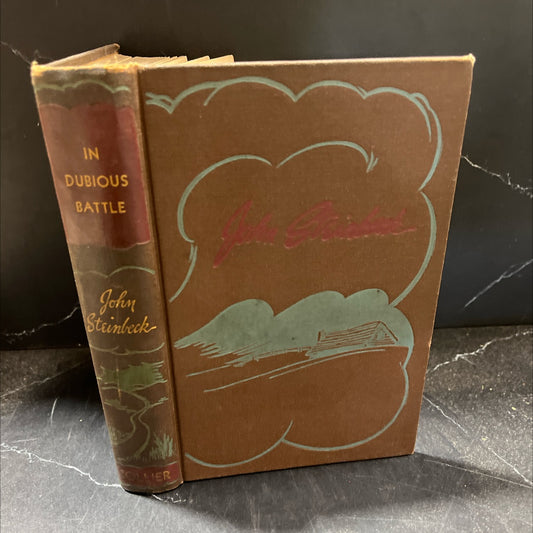 IN
DUBIOUS
BATTLE
John
Steinbeck
COLLIER
John Steinbeck